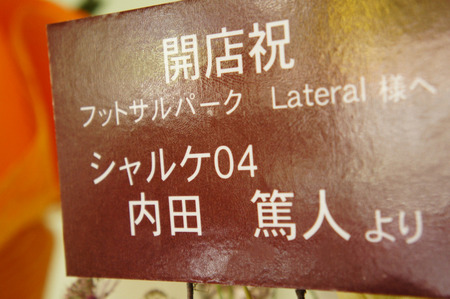 開店祝
フットサルパーク Lateral 様へ
シャルケ04
内田 篤人 より